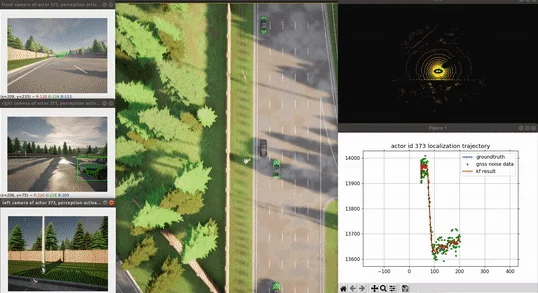 front camera of actor 373, perception active...
right camera of actor 373, perception active...
left camera of actor 373, perception active...
Figure 1
actor id 373 localization trajectory
groundtruth
gnss noise data
kf result
14000
13900
13800
13700
13600
-100
0
100
200
300
400